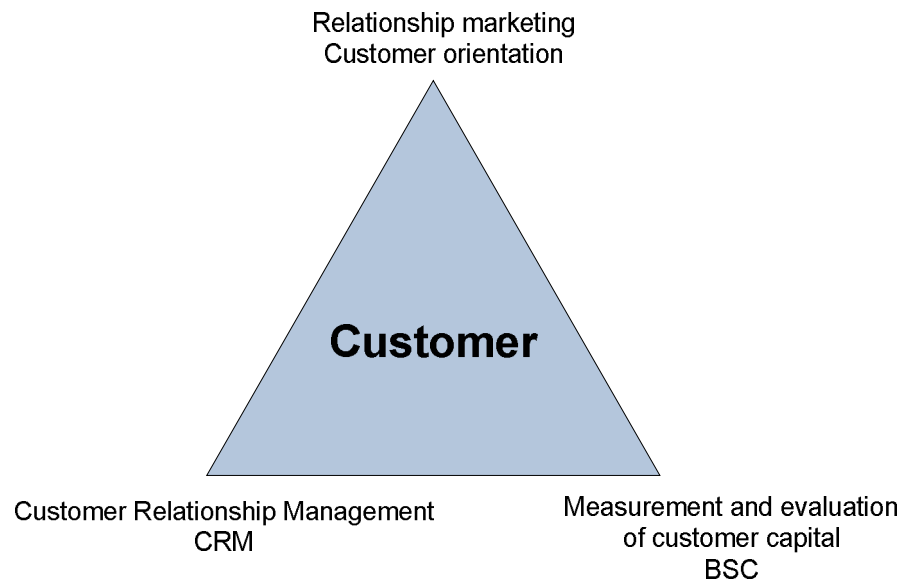 Relationship marketing
Customer orientation
Customer
Customer Relationship Management
CRM
Measurement and evaluation
of customer capital
BSC